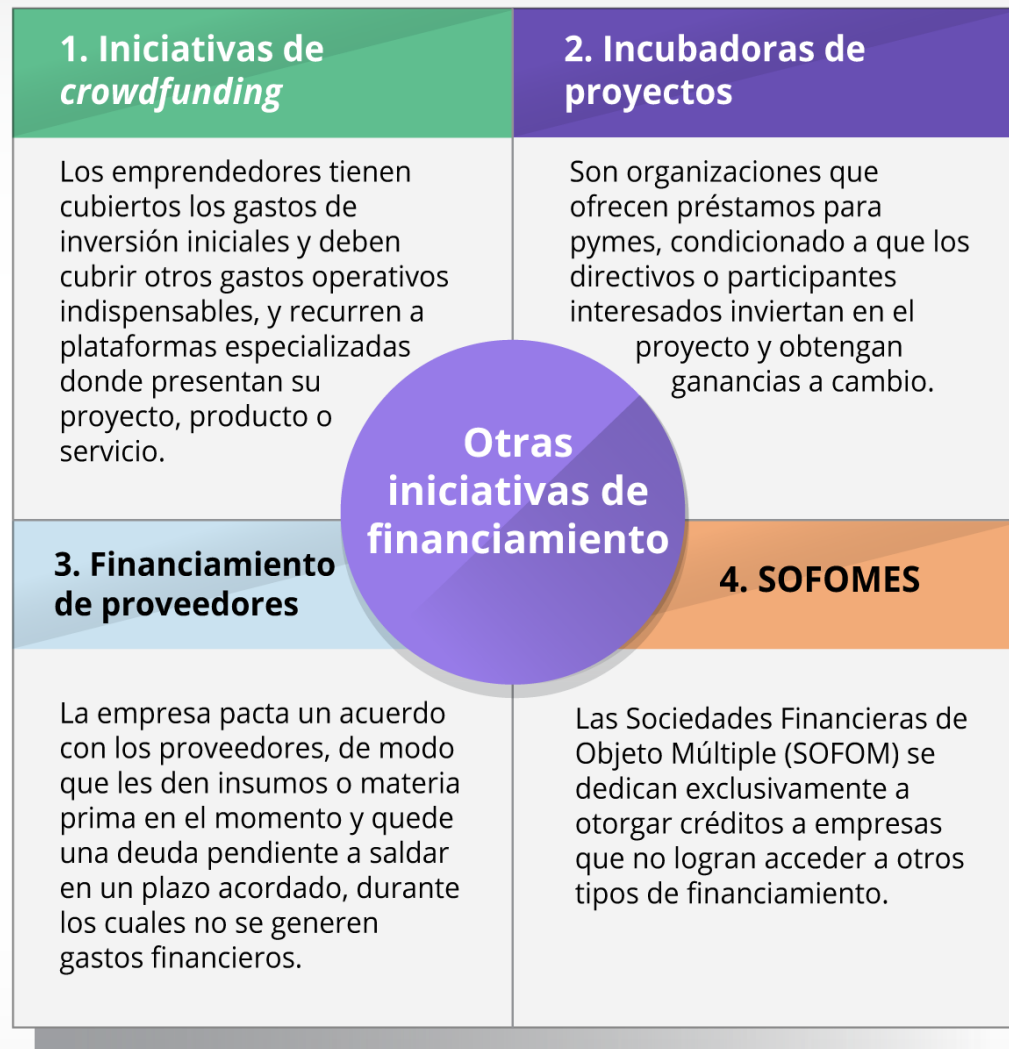 1. Iniciativas de
crowdfunding
Los emprendedores tienen
cubiertos los gastos de
inversión iniciales y deben
cubrir otros gastos operativos
indispensables, y recurren a
plataformas especializadas
donde presentan su
proyecto, producto o
servicio.
2. Incubadoras de
proyectos
Son organizaciones que
ofrecen préstamos para
pymes, condicionado a que los
directivos o participantes
interesados inviertan en el
proyecto y obtengan
ganancias a cambio.
Otras
iniciativas de
financiamiento
3. Financiamiento
de proveedores
La empresa pacta un acuerdo
con los proveedores, de modo
que les den insumos o materia
prima en el momento y quede
una deuda pendiente a saldar
en un plazo acordado, durante
los cuales no se generen
gastos financieros.
4. SOFOMES
Las Sociedades Financieras de
Objeto Múltiple (SOFOM) se
dedican exclusivamente a
otorgar créditos a empresas
que no logran acceder a otros
tipos de financiamiento.